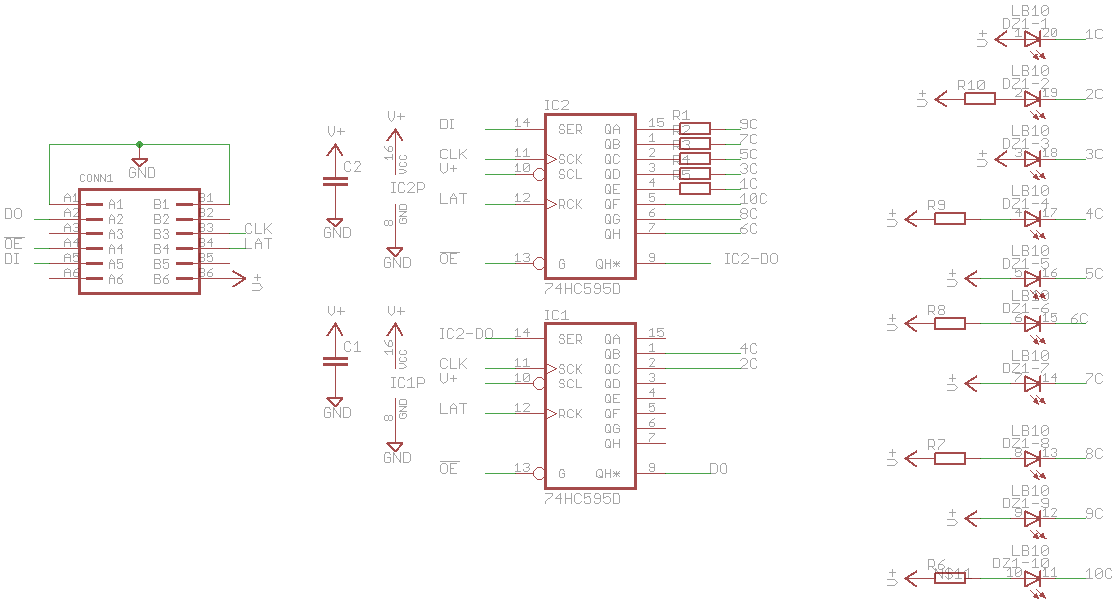 CONN1
GND
A1 A1 B1 B1
A2 A2 B2 B2
A3 A3 B3 B3
A4 A4 B4 B4
A5 A5 B5 B5
A6 A6 B6 B6
DO
OE
DI
CLK
LAT
V+
V+
C2
GND
V+
16
VCC
IC2P
8
GND
GND
IC2
DI 14 SER QA 15 R1 9C
QB 1 R2 7C
CLK 11 SCK QC 2 R3 5C
V+ 10 SCL QD 3 R4 3C
QE 4 R5 1C
LAT 12 RCK QF 5 10C
QG 6 8C
QH 7 6C
OE 13 G QH* 9 IC2-DO
74HC595D
V+
C1
GND
V+
16
VCC
IC1P
8
GND
GND
IC1
IC2-DO 14 SER QA 15
QB 1 4C
CLK 11 SCK QC 2 2C
V+ 10 SCL QD 3
QE 4
LAT 12 RCK QF 5
QG 6
QH 7
OE 13 G QH* 9 DO
74HC595D
LB10
DZ1-1
V+ 1 20 1C
LB10
DZ1-2
V+ R10 2 19 2C
LB10
DZ1-3
V+ 3 18 3C
LB10
DZ1-4
V+ R9 4 17 4C
LB10
DZ1-5
V+ 5 16 5C
LB10
DZ1-6
V+ R8 6 15 6C
LB10
DZ1-7
V+ 7 14 7C
LB10
DZ1-8
V+ R7 8 13 8C
LB10
DZ1-9
V+ 9 12 9C
LB10
DZ1-10
V+ R6 N$11 10 11 10C